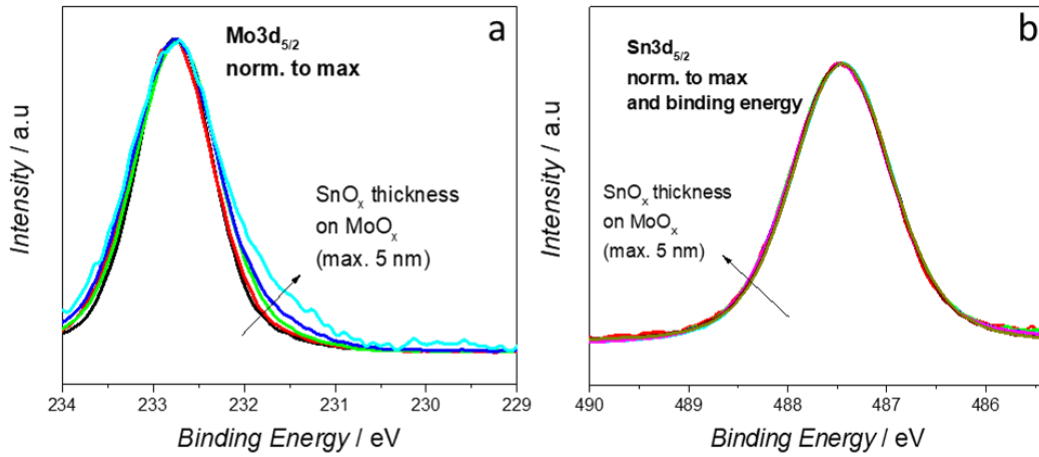 a
Mo3d5/2
norm. to max
SnOx thickness
on MoOx
(max. 5 nm)
Intensity / a.u
234 233 232 231 230 229
Binding Energy / eV
b
Sn3d5/2
norm. to max
and binding energy
SnOx thickness
on MoOx
(max. 5 nm)
Intensity / a.u
490 489 488 487 486
Binding Energy / eV